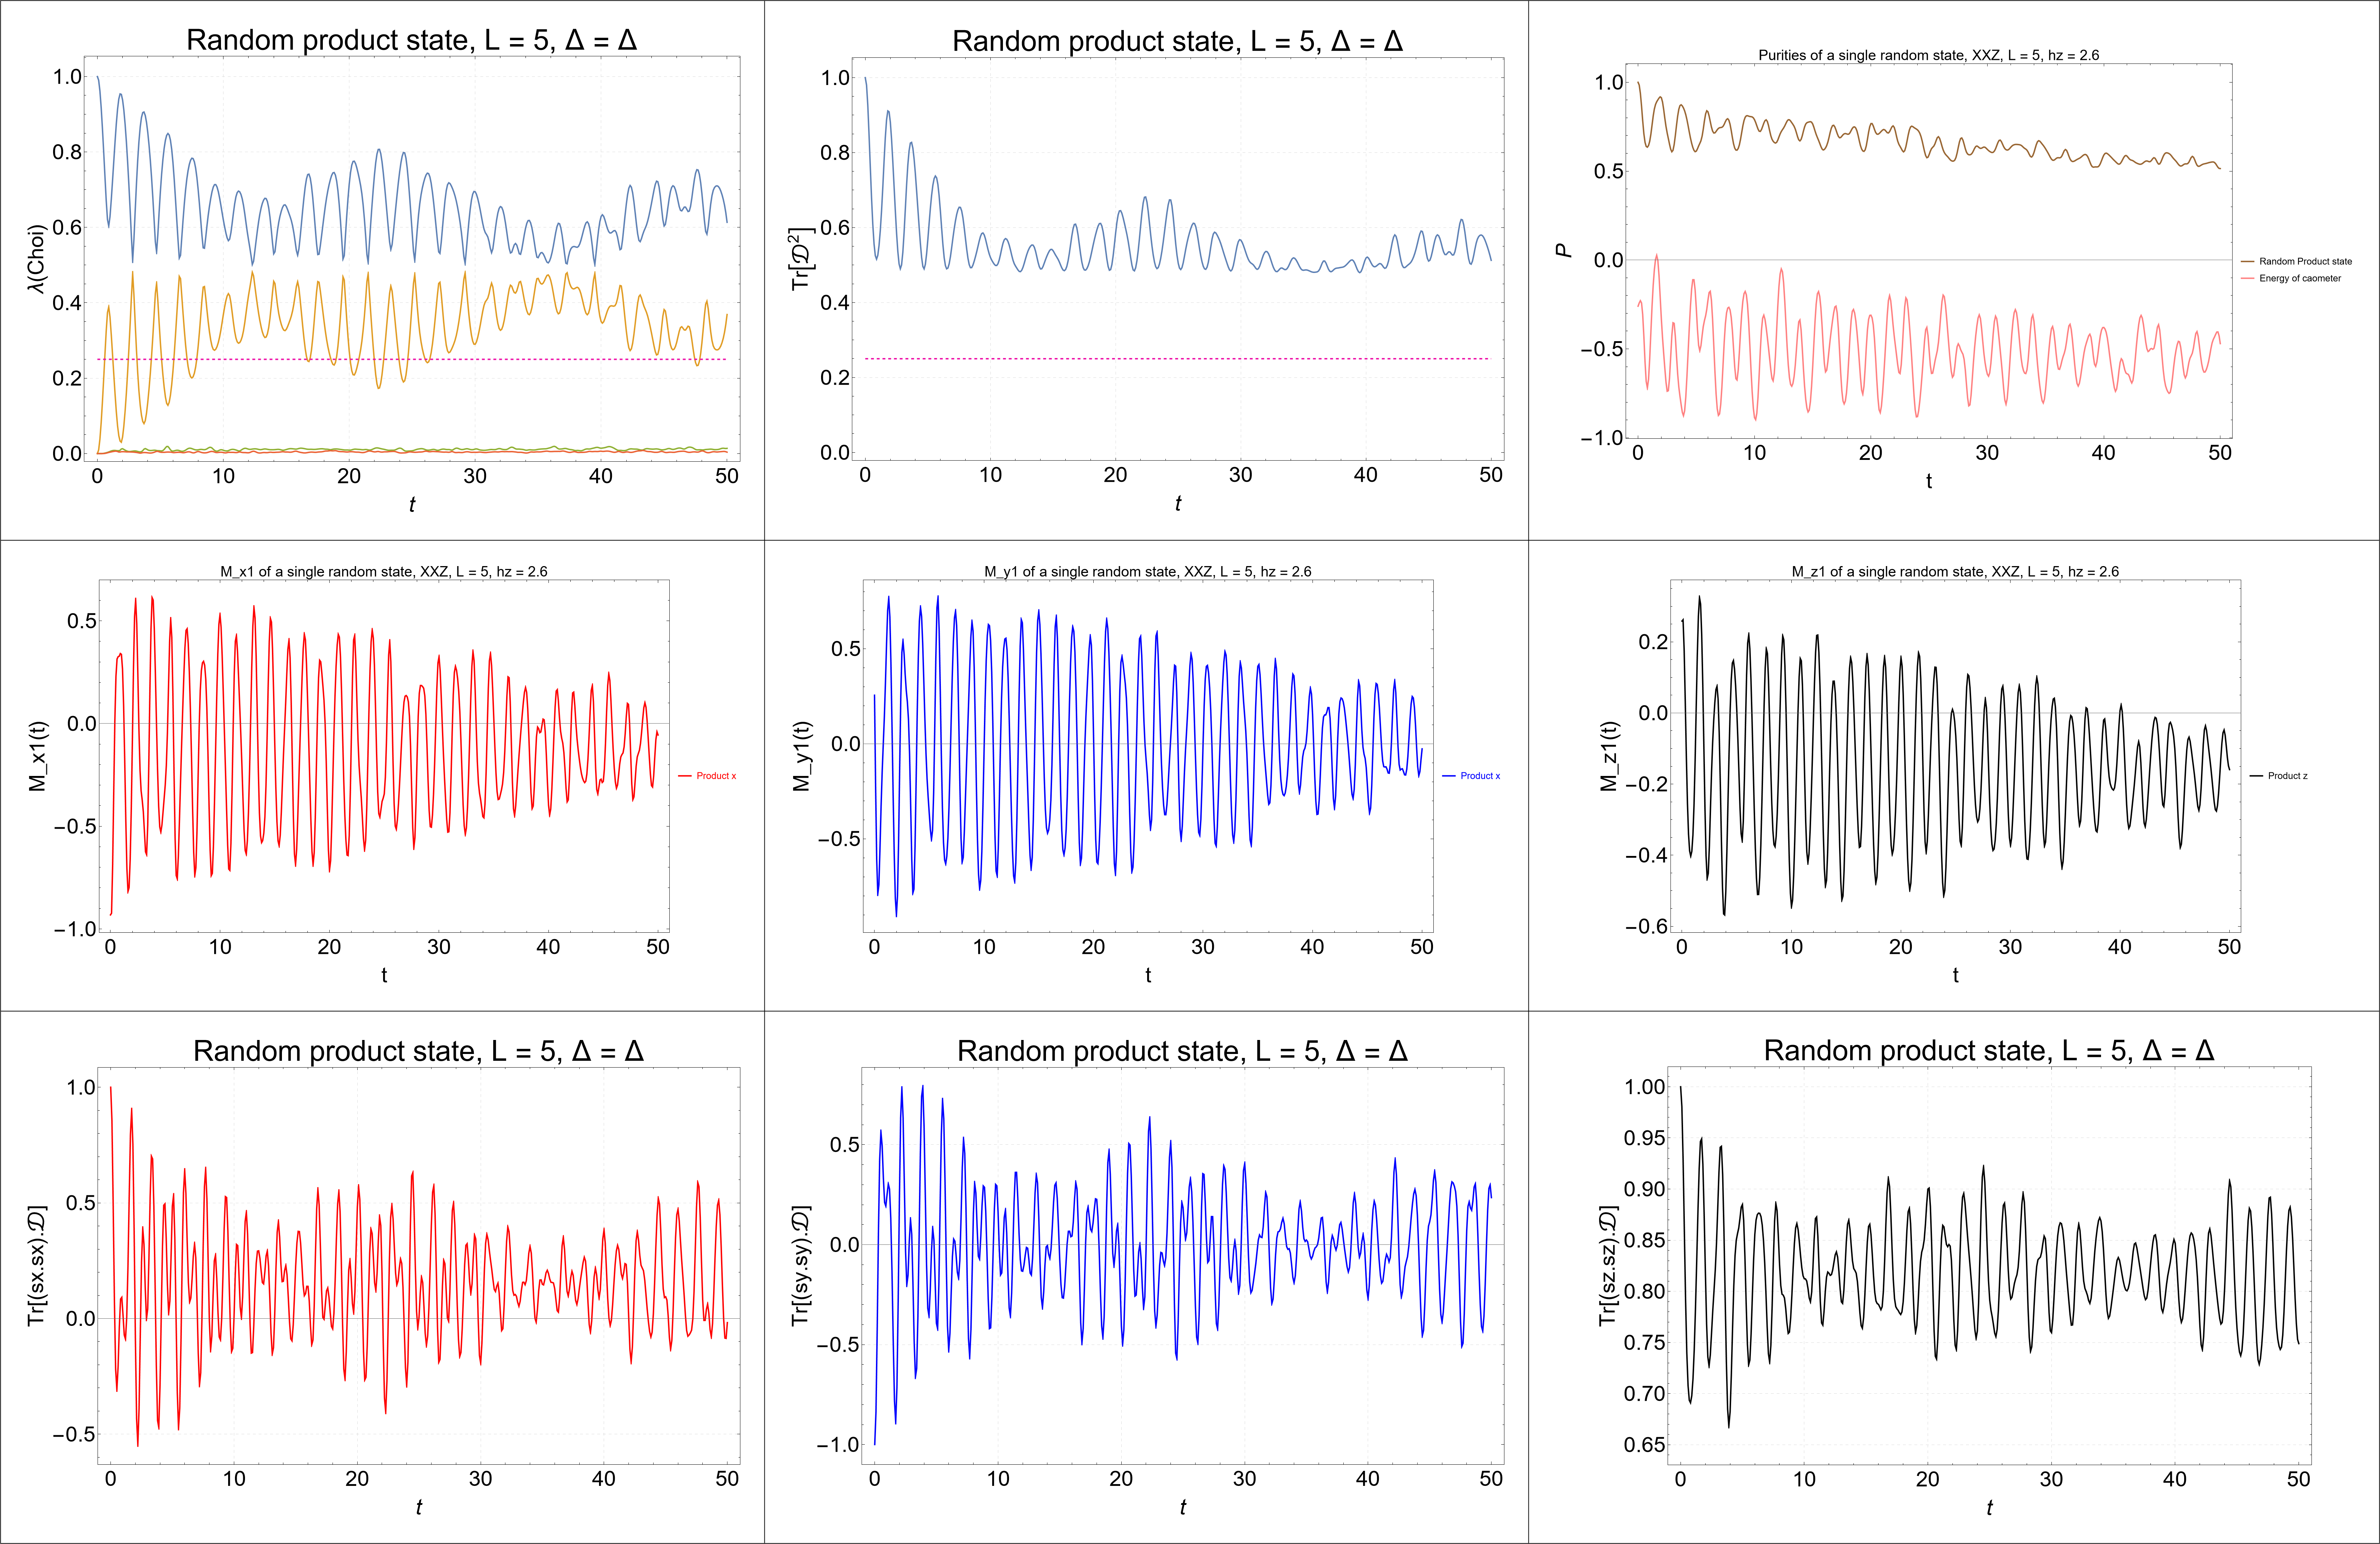 Random product state, L = 5, Δ = Δ
λ(Choi)
1.0
0.8
0.6
0.4
0.2
0.0
0 10 20 30 40 50
t
Random product state, L = 5, Δ = Δ
Tr[𝒟²]
1.0
0.8
0.6
0.4
0.2
0.0
0 10 20 30 40 50
t
Purities of a single random state, XXZ, L = 5, hz = 2.6
P
1.0
0.5
0.0
−0.5
−1.0
0 10 20 30 40 50
t
Random Product state
Energy of caometer
M_x1 of a single random state, XXZ, L = 5, hz = 2.6
M_x1(t)
0.5
0.0
−0.5
−1.0
0 10 20 30 40 50
t
Product x
M_y1 of a single random state, XXZ, L = 5, hz = 2.6
M_y1(t)
0.5
0.0
−0.5
0 10 20 30 40 50
t
Product x
M_z1 of a single random state, XXZ, L = 5, hz = 2.6
M_z1(t)
0.2
0.0
−0.2
−0.4
−0.6
0 10 20 30 40 50
t
Product z
Random product state, L = 5, Δ = Δ
Tr[(sx.sx).𝒟]
1.0
0.5
0.0
−0.5
0 10 20 30 40 50
t
Random product state, L = 5, Δ = Δ
Tr[(sy.sy).𝒟]
0.5
0.0
−0.5
−1.0
0 10 20 30 40 50
t
Random product state, L = 5, Δ = Δ
Tr[(sz.sz).𝒟]
1.00
0.95
0.90
0.85
0.80
0.75
0.70
0.65
0 10 20 30 40 50
t